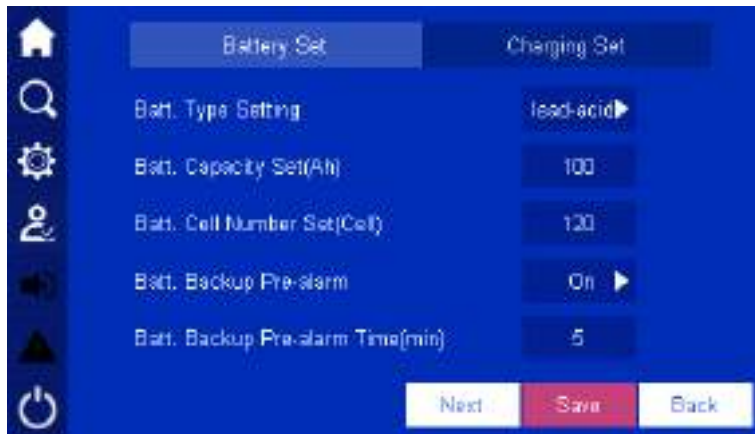 Battery Set Charging Set
Batt. Type Setting lead-acid
Batt. Capacity Set(Ah) 100
Batt. Cell Number Set(Cell) 120
Batt. Backup Pre-alarm On
Batt. Backup Pre-alarm Time(min) 5
Next Save Back